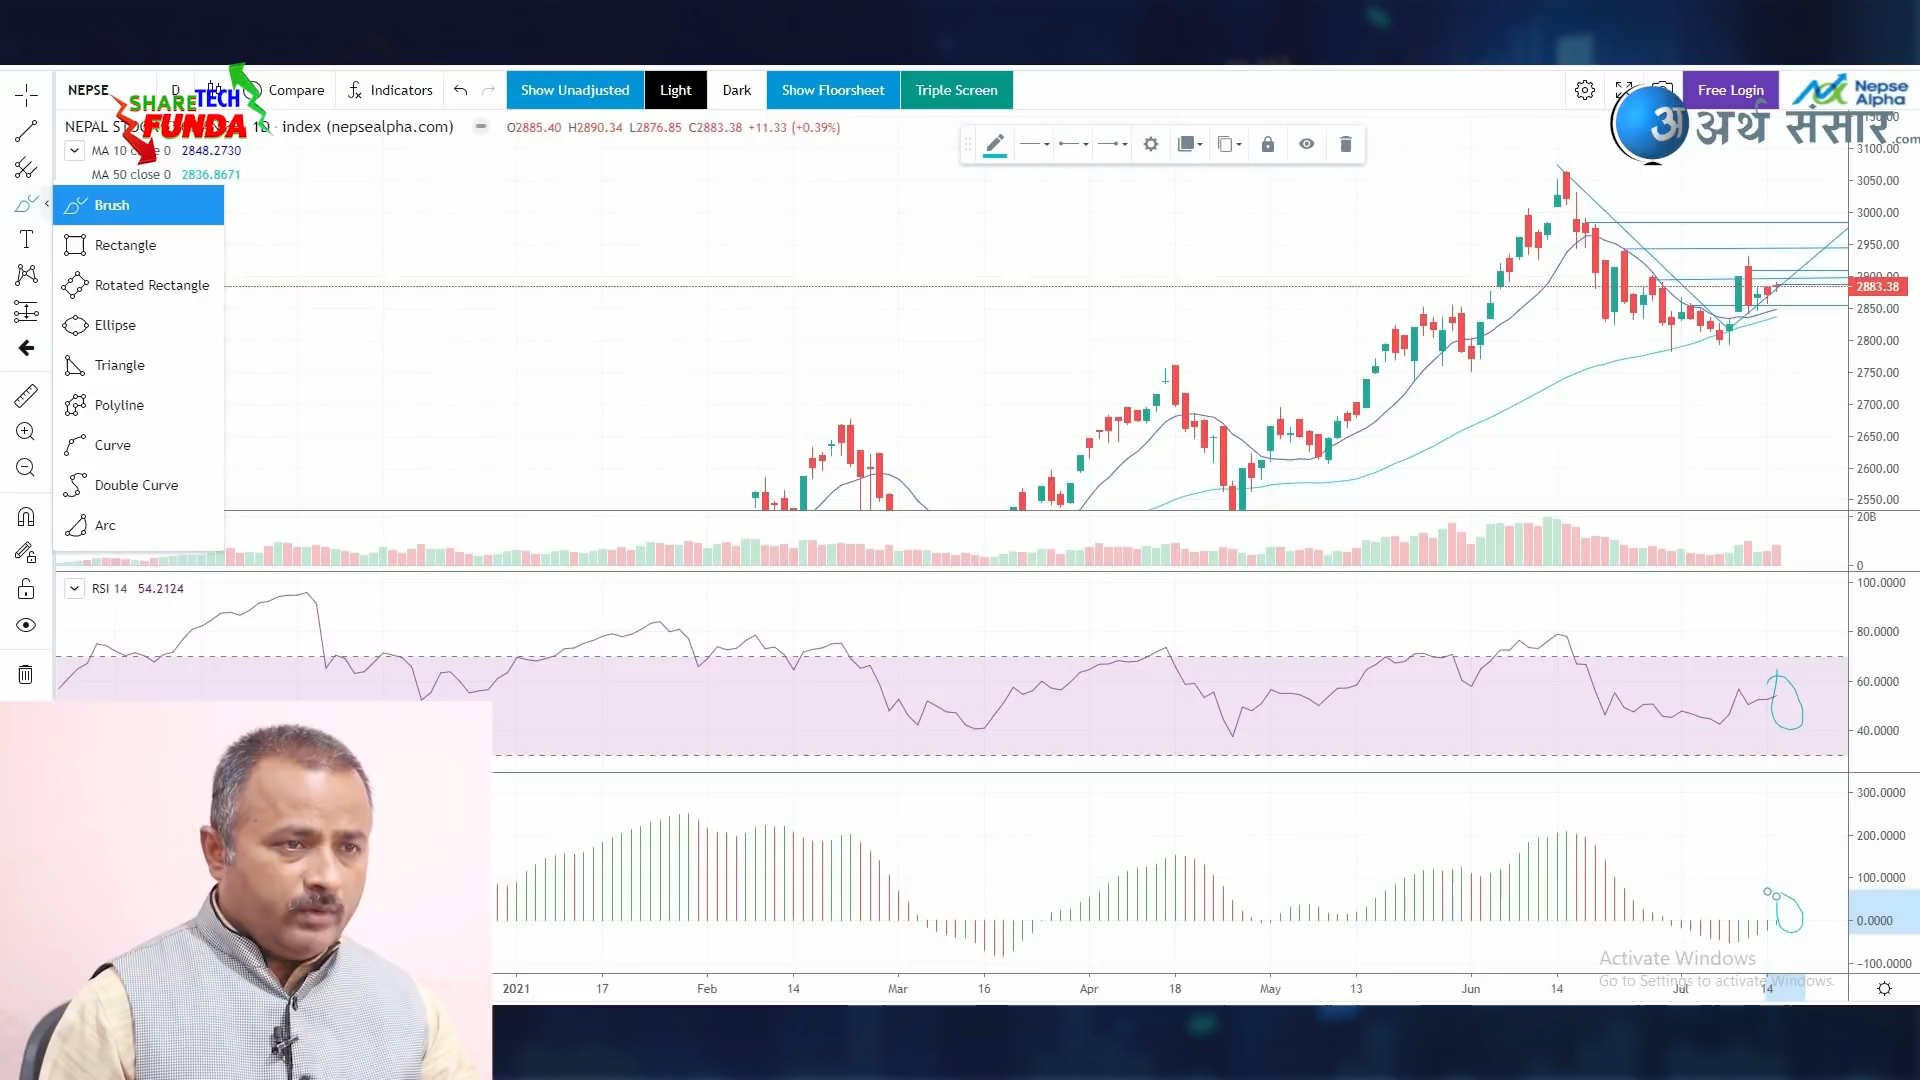 NEPSE D Compare Indicators Show Unadjusted Light Dark Show Floorsheet Triple Screen Free Login Nepse Alpha
SHARE TECH FUNDA
अ अर्थ संसार .com
1D · index (nepsealpha.com) O2885.40 H2890.34 L2876.85 C2883.38 +11.33 (+0.39%)
MA 10 2848.2730
MA 50 close 0 2836.8671
Brush
Rectangle
Rotated Rectangle
Ellipse
Triangle
Polyline
Curve
Double Curve
Arc
3100.00
3050.00
3000.00
2950.00
2900.00
2883.38
2850.00
2800.00
2750.00
2700.00
2650.00
2600.00
2550.00
20B
0
RSI 14 54.2124
100.0000
80.0000
60.0000
40.0000
300.0000
200.0000
100.0000
0.0000
−100.0000
Activate Windows
Go to Settings to activate Windows.
2021 17 Feb 14 Mar 16 Apr 18 May 13 Jun 14 Jul 14